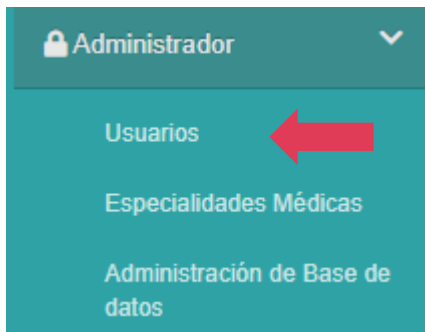 Administrador
Usuarios
Especialidades Médicas
Administración de Base de
datos